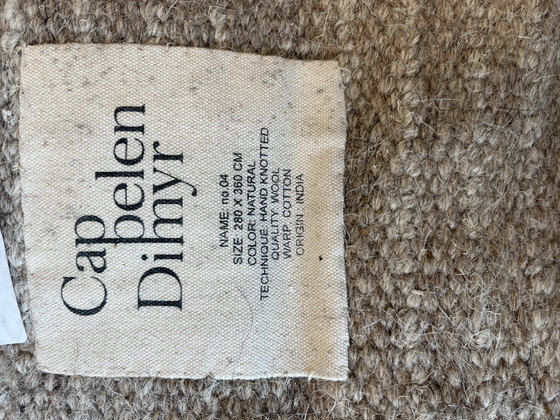 Cap
pelen
Dimyr
NAME: no.04
SIZE: 280 X 360 CM
COLOR: NATURAL
TECHNIQUE: HAND KNOTTED
QUALITY: WOOL
WARP: COTTON
ORIGIN: INDIA